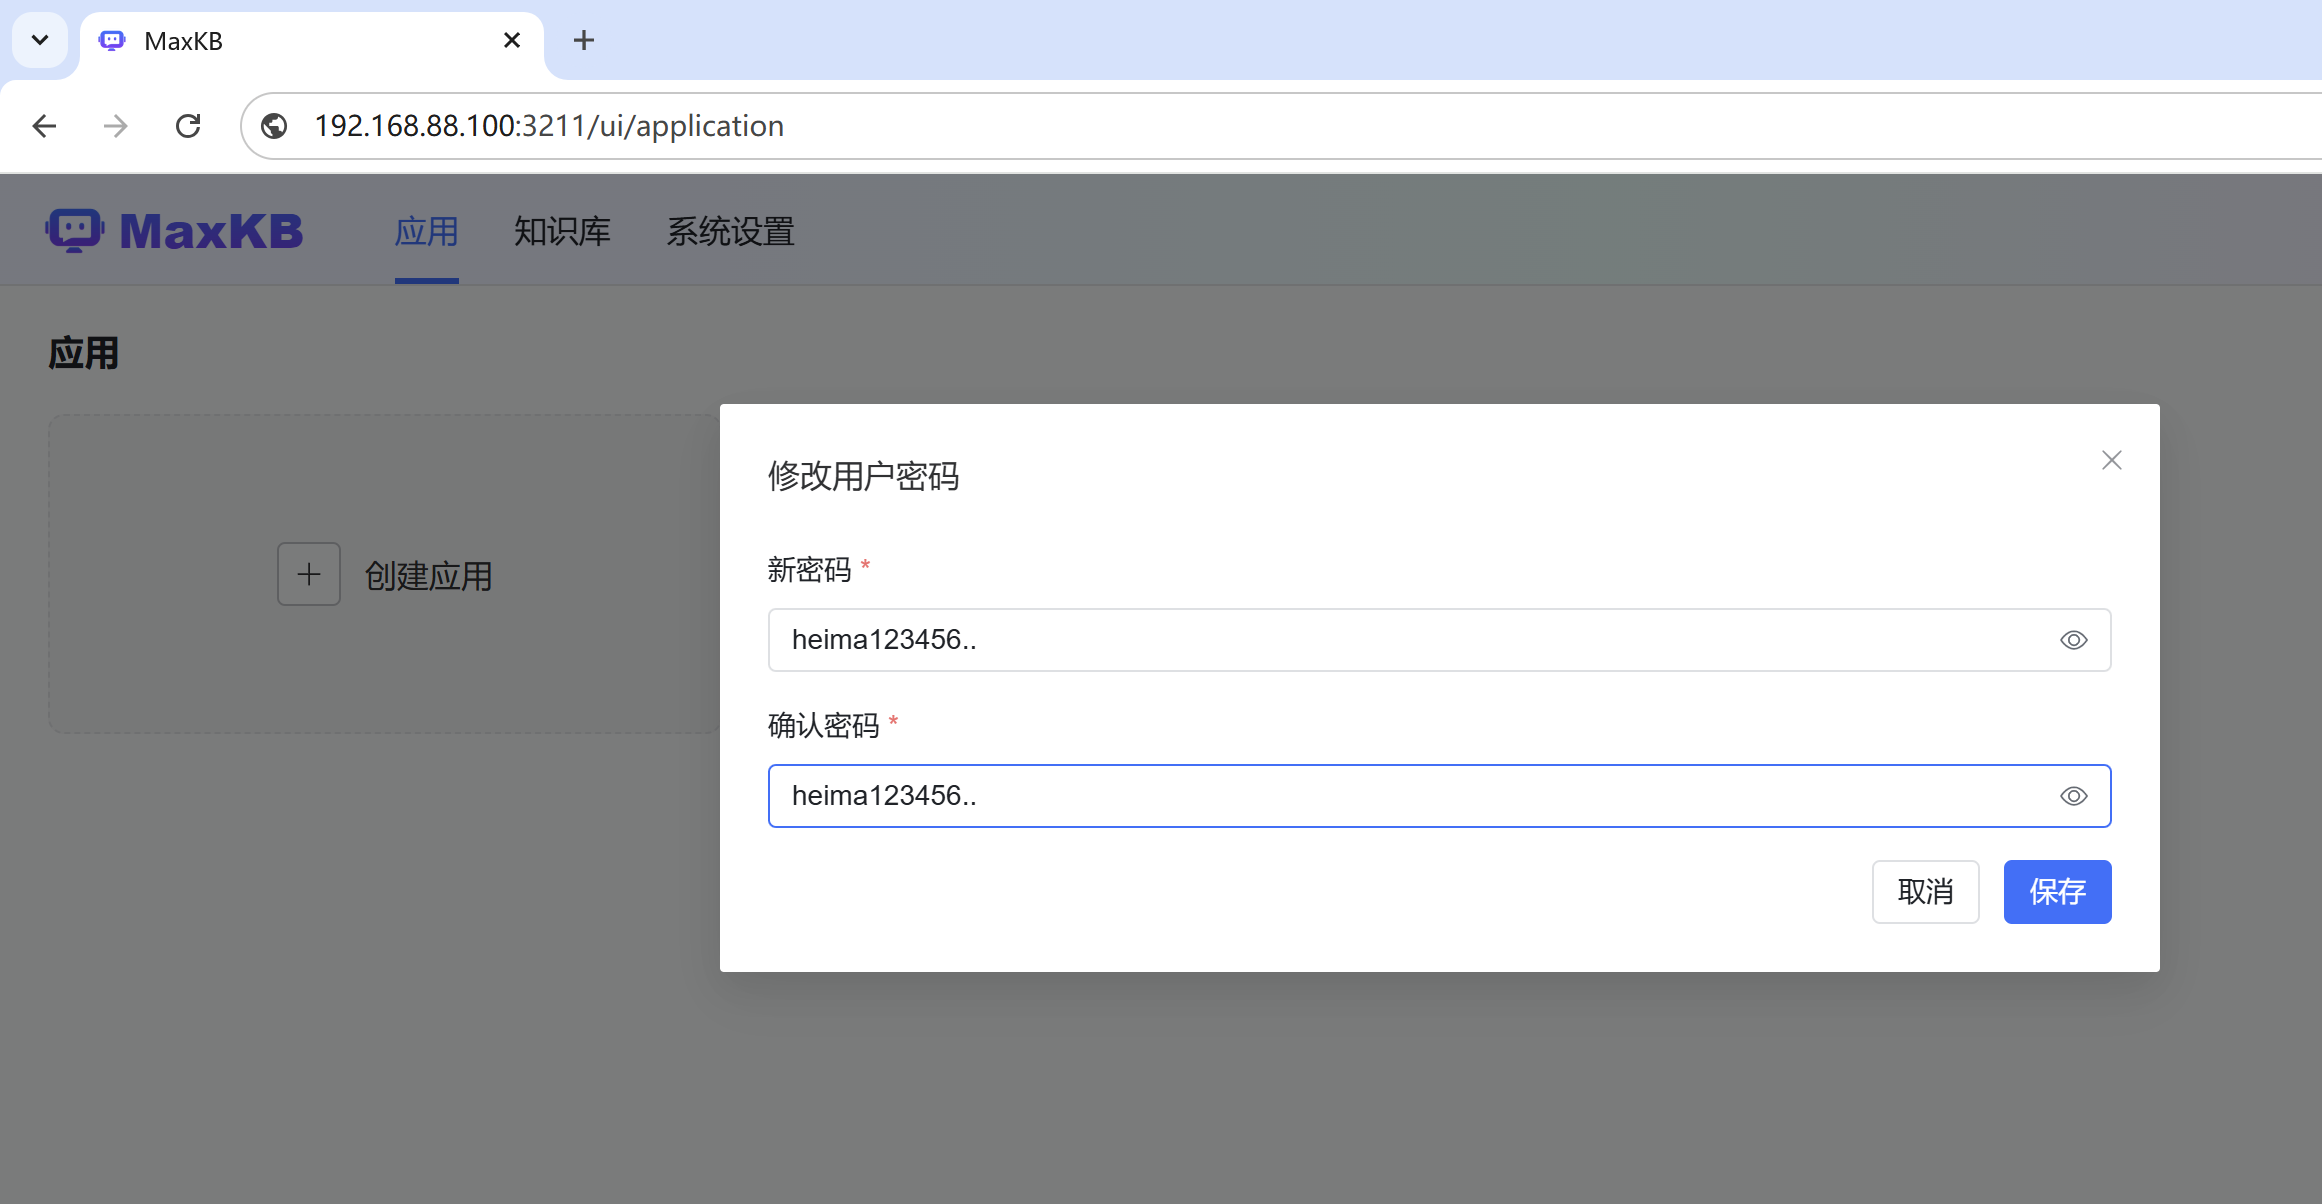 MaxKB
192.168.88.100:3211/ui/application
MaxKB 应用 知识库 系统设置
应用
创建应用
修改用户密码
新密码 *
heima123456..
确认密码 *
heima123456..
取消 保存